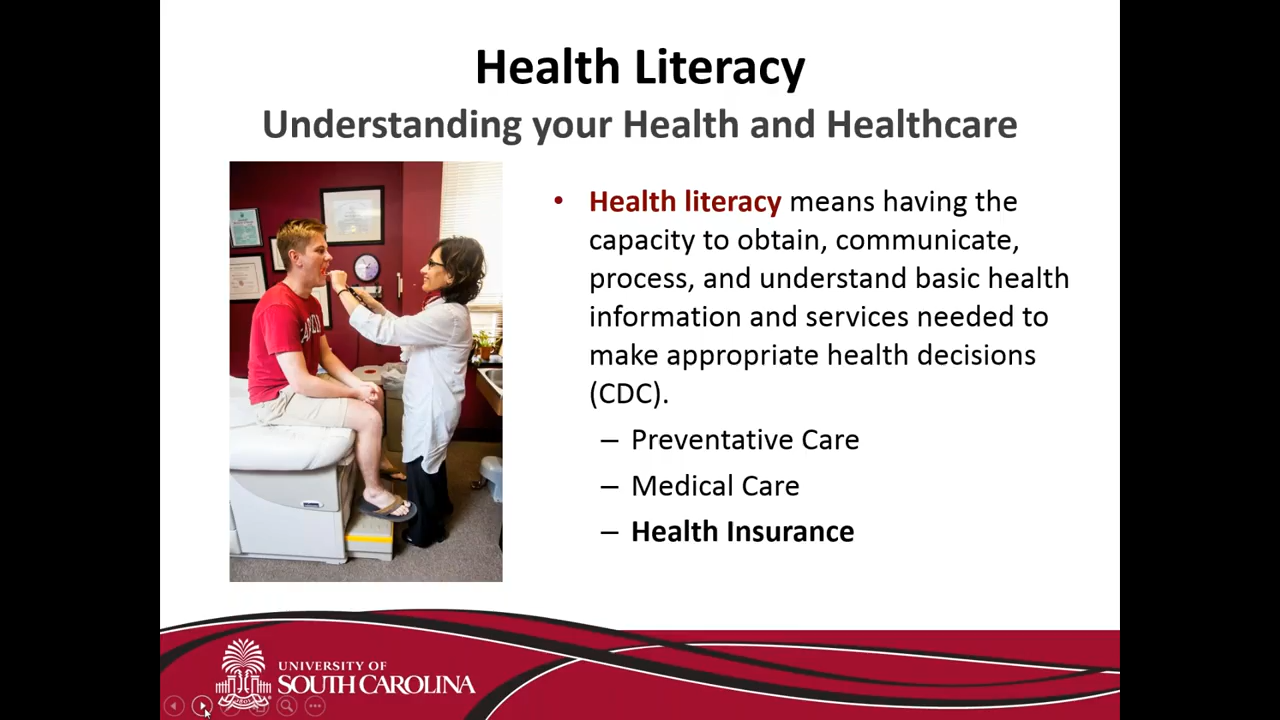 Health Literacy
Understanding your Health and Healthcare
• Health literacy means having the
capacity to obtain, communicate,
process, and understand basic health
information and services needed to
make appropriate health decisions
(CDC).
– Preventative Care
– Medical Care
– Health Insurance
UNIVERSITY OF
SOUTH CAROLINA